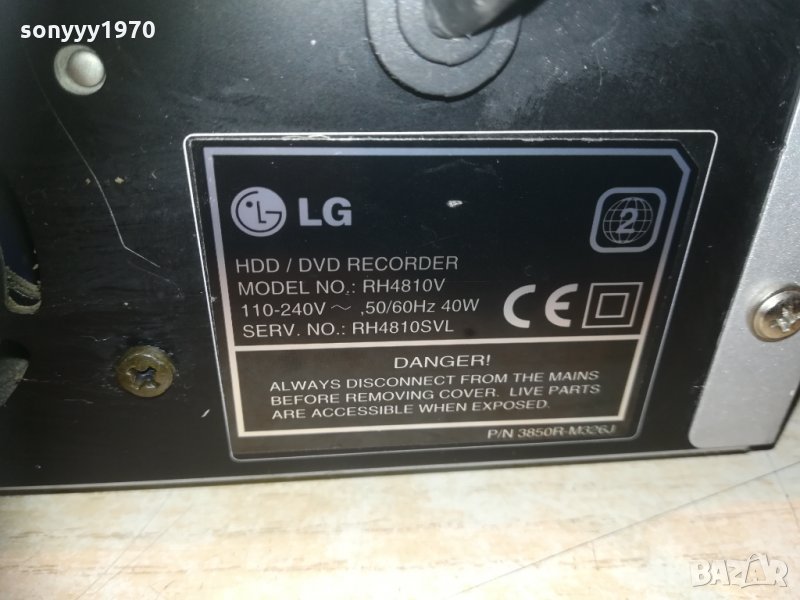 sonyyy1970
LG
2
HDD / DVD RECORDER
MODEL NO.: RH4810V
110-240V ~ ,50/60Hz 40W
SERV. NO.: RH4810SVL
CE
DANGER!
ALWAYS DISCONNECT FROM THE MAINS
BEFORE REMOVING COVER. LIVE PARTS
ARE ACCESSIBLE WHEN EXPOSED.
P/N 3850R-M326J
BAZAR